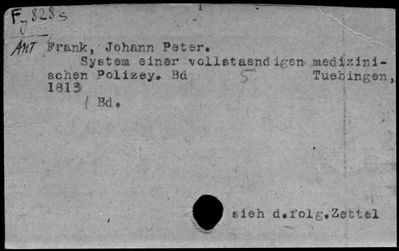 Fy 828 s
ANT Frank, Johann Peter.
System einer vollstaendigen medizini-
schen Polizey. Bd 5 Tuebingen,
1813
1 Bd.
sieh d.folg.Zettel